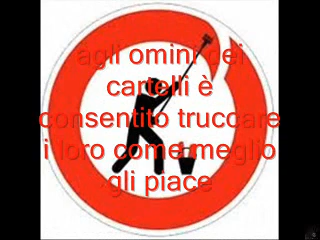 agli omini dei
cartelli è
consentito truccare
i loro come meglio
gli piace